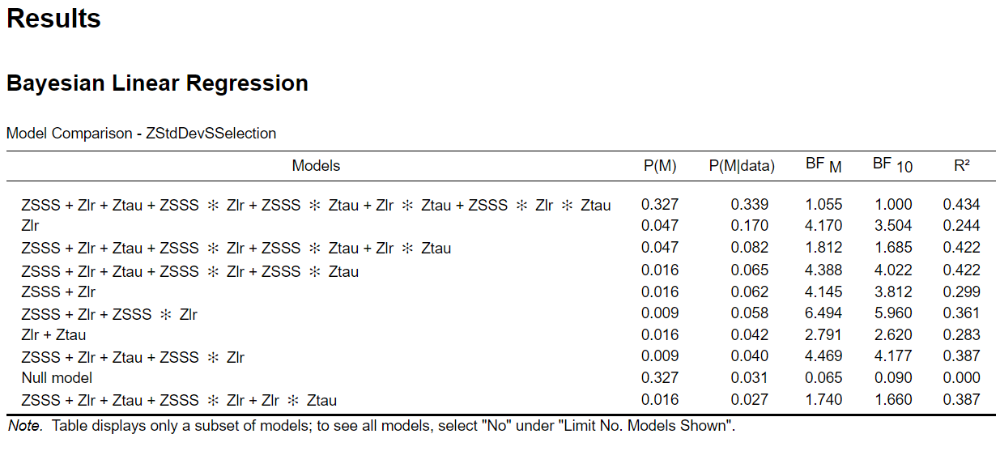 Results
Bayesian Linear Regression
Model Comparison - ZStdDevSSelection
Models P(M) P(M|data) BF M BF 10 R²
ZSSS + Zlr + Ztau + ZSSS ✻ Zlr + ZSSS ✻ Ztau + Zlr ✻ Ztau + ZSSS ✻ Zlr ✻ Ztau 0.327 0.339 1.055 1.000 0.434
Zlr 0.047 0.170 4.170 3.504 0.244
ZSSS + Zlr + Ztau + ZSSS ✻ Zlr + ZSSS ✻ Ztau + Zlr ✻ Ztau 0.047 0.082 1.812 1.685 0.422
ZSSS + Zlr + Ztau + ZSSS ✻ Zlr + ZSSS ✻ Ztau 0.016 0.065 4.388 4.022 0.422
ZSSS + Zlr 0.016 0.062 4.145 3.812 0.299
ZSSS + Zlr + ZSSS ✻ Zlr 0.009 0.058 6.494 5.960 0.361
Zlr + Ztau 0.016 0.042 2.791 2.620 0.283
ZSSS + Zlr + Ztau + ZSSS ✻ Zlr 0.009 0.040 4.469 4.177 0.387
Null model 0.327 0.031 0.065 0.090 0.000
ZSSS + Zlr + Ztau + ZSSS ✻ Zlr + Zlr ✻ Ztau 0.016 0.027 1.740 1.660 0.387
Note. Table displays only a subset of models; to see all models, select "No" under "Limit No. Models Shown".